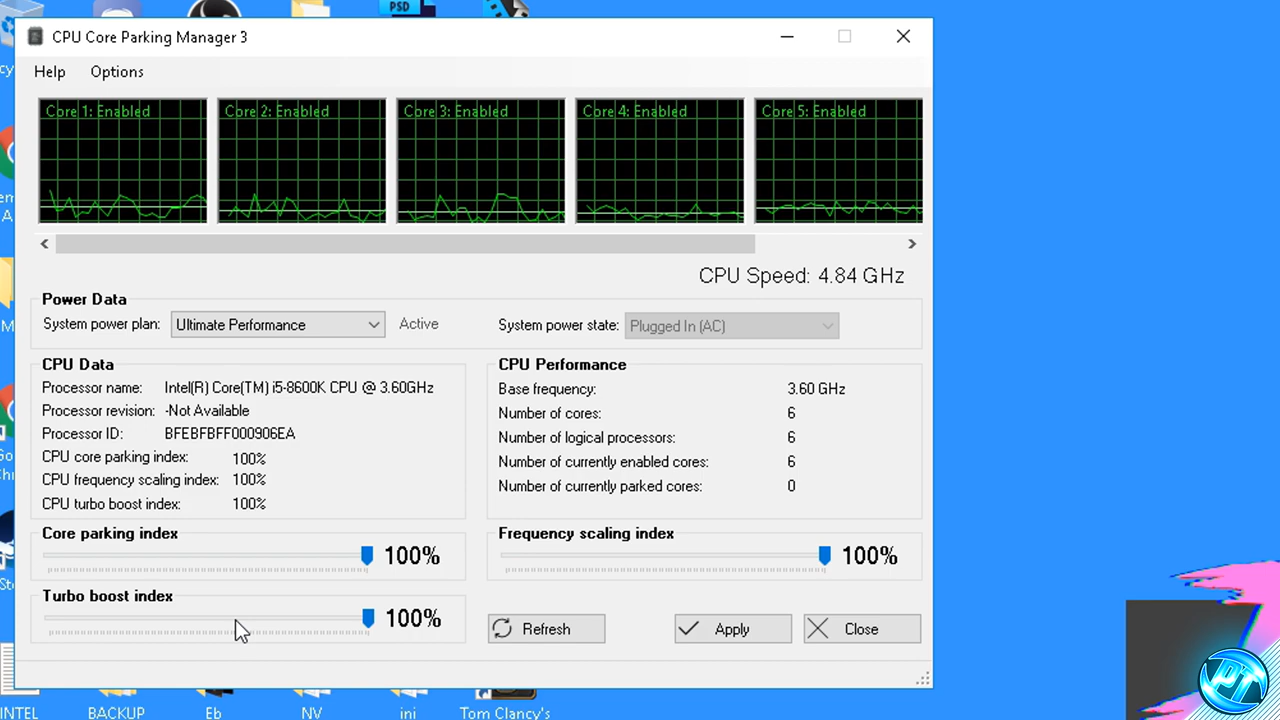 PSD
CPU Core Parking Manager 3
Help Options
Core 1: Enabled Core 2: Enabled Core 3: Enabled Core 4: Enabled Core 5: Enabled
CPU Speed: 4.84 GHz
Power Data
System power plan: Ultimate Performance Active System power state: Plugged In (AC)
CPU Data
Processor name: Intel(R) Core(TM) i5-8600K CPU @ 3.60GHz
Processor revision: -Not Available
Processor ID: BFEBFBFF000906EA
CPU core parking index: 100%
CPU frequency scaling index: 100%
CPU turbo boost index: 100%
CPU Performance
Base frequency: 3.60 GHz
Number of cores: 6
Number of logical processors: 6
Number of currently enabled cores: 6
Number of currently parked cores: 0
Core parking index
100%
Frequency scaling index
100%
Turbo boost index
100%
Refresh Apply Close
INTEL BACKUP Eb NV ini Tom Clancy's
PT